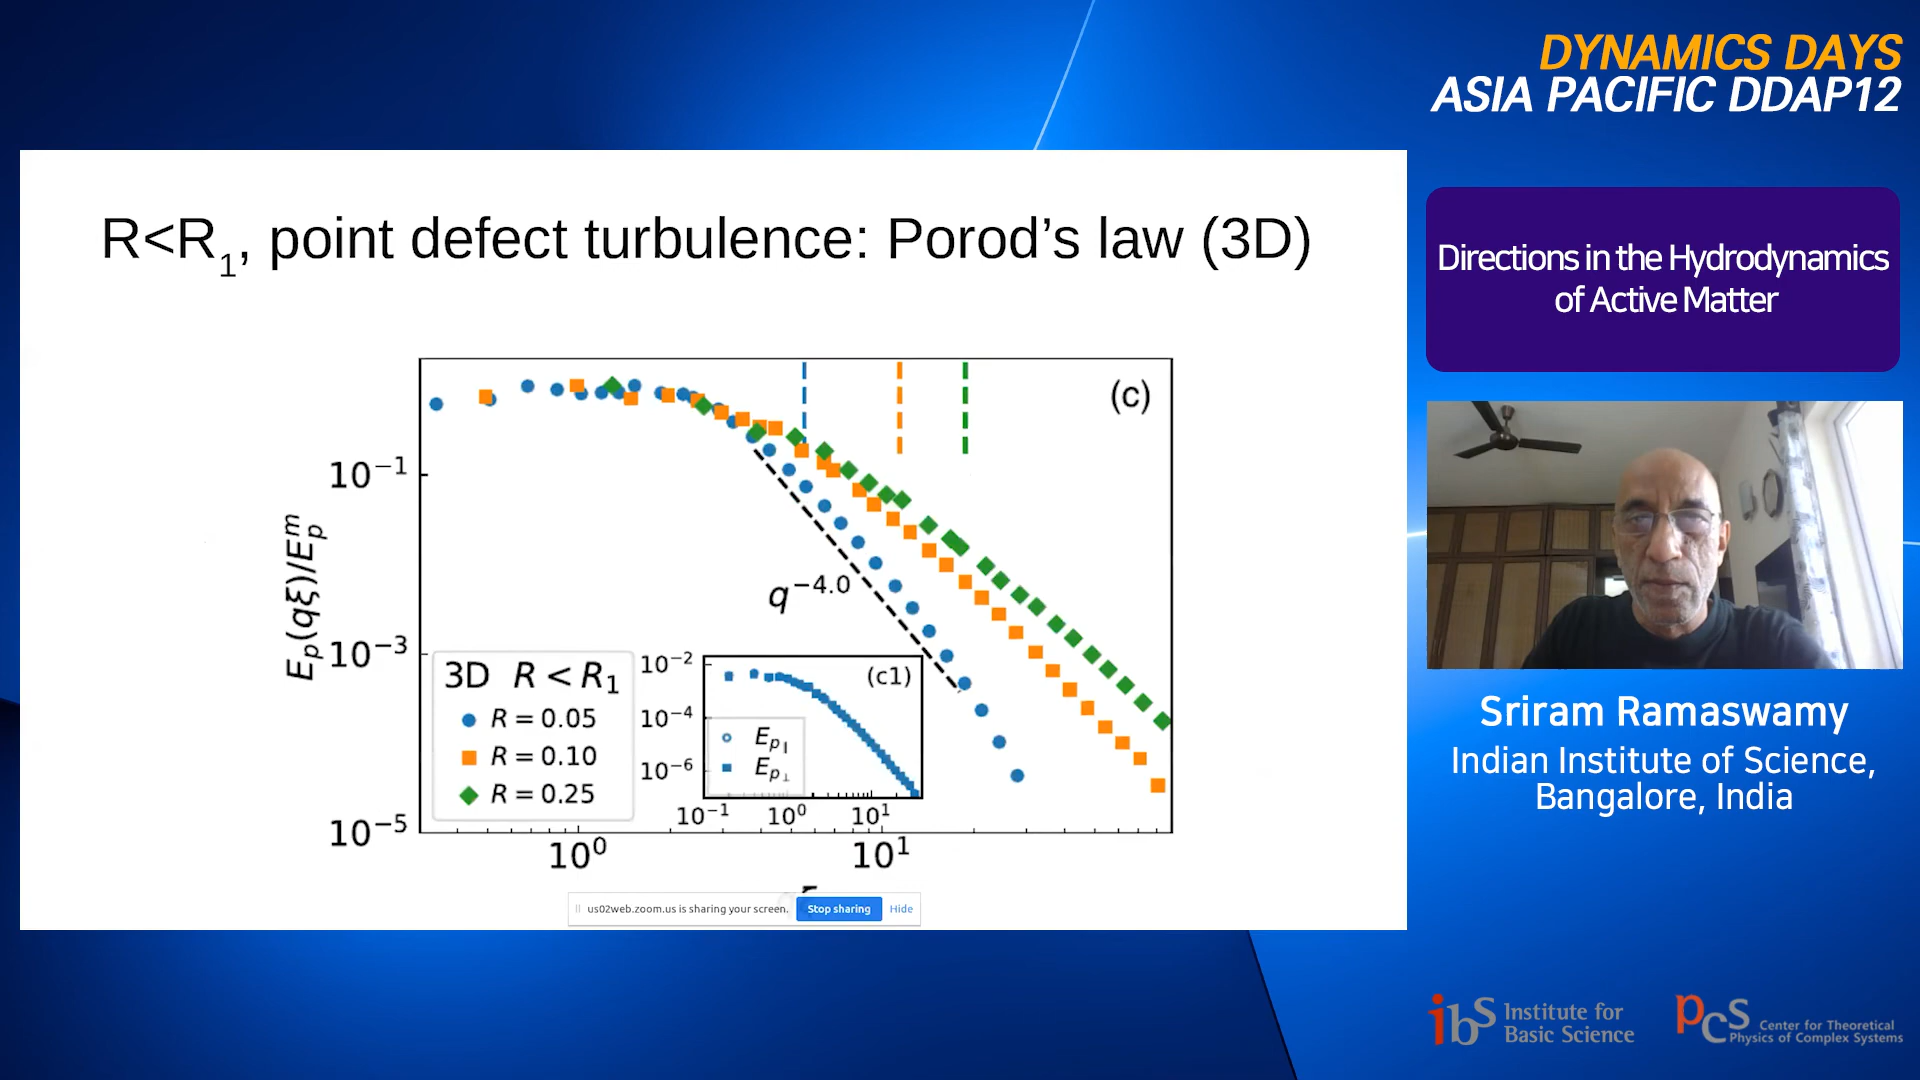 DYNAMICS DAYS
ASIA PACIFIC DDAP12
R<R1, point defect turbulence: Porod's law (3D)
Directions in the Hydrodynamics
of Active Matter
(c)
10−1
10−3
10−5
Ep(qξ)/Epm
q−4.0
3D R < R1
R = 0.05
R = 0.10
R = 0.25
10−2
10−4
10−6
(c1)
Ep∥
Ep⊥
10−1 100 101
100 101
us02web.zoom.us is sharing your screen. Stop sharing Hide
Sriram Ramaswamy
Indian Institute of Science,
Bangalore, India
ibs Institute for
Basic Science
pcs Center for Theoretical
Physics of Complex Systems